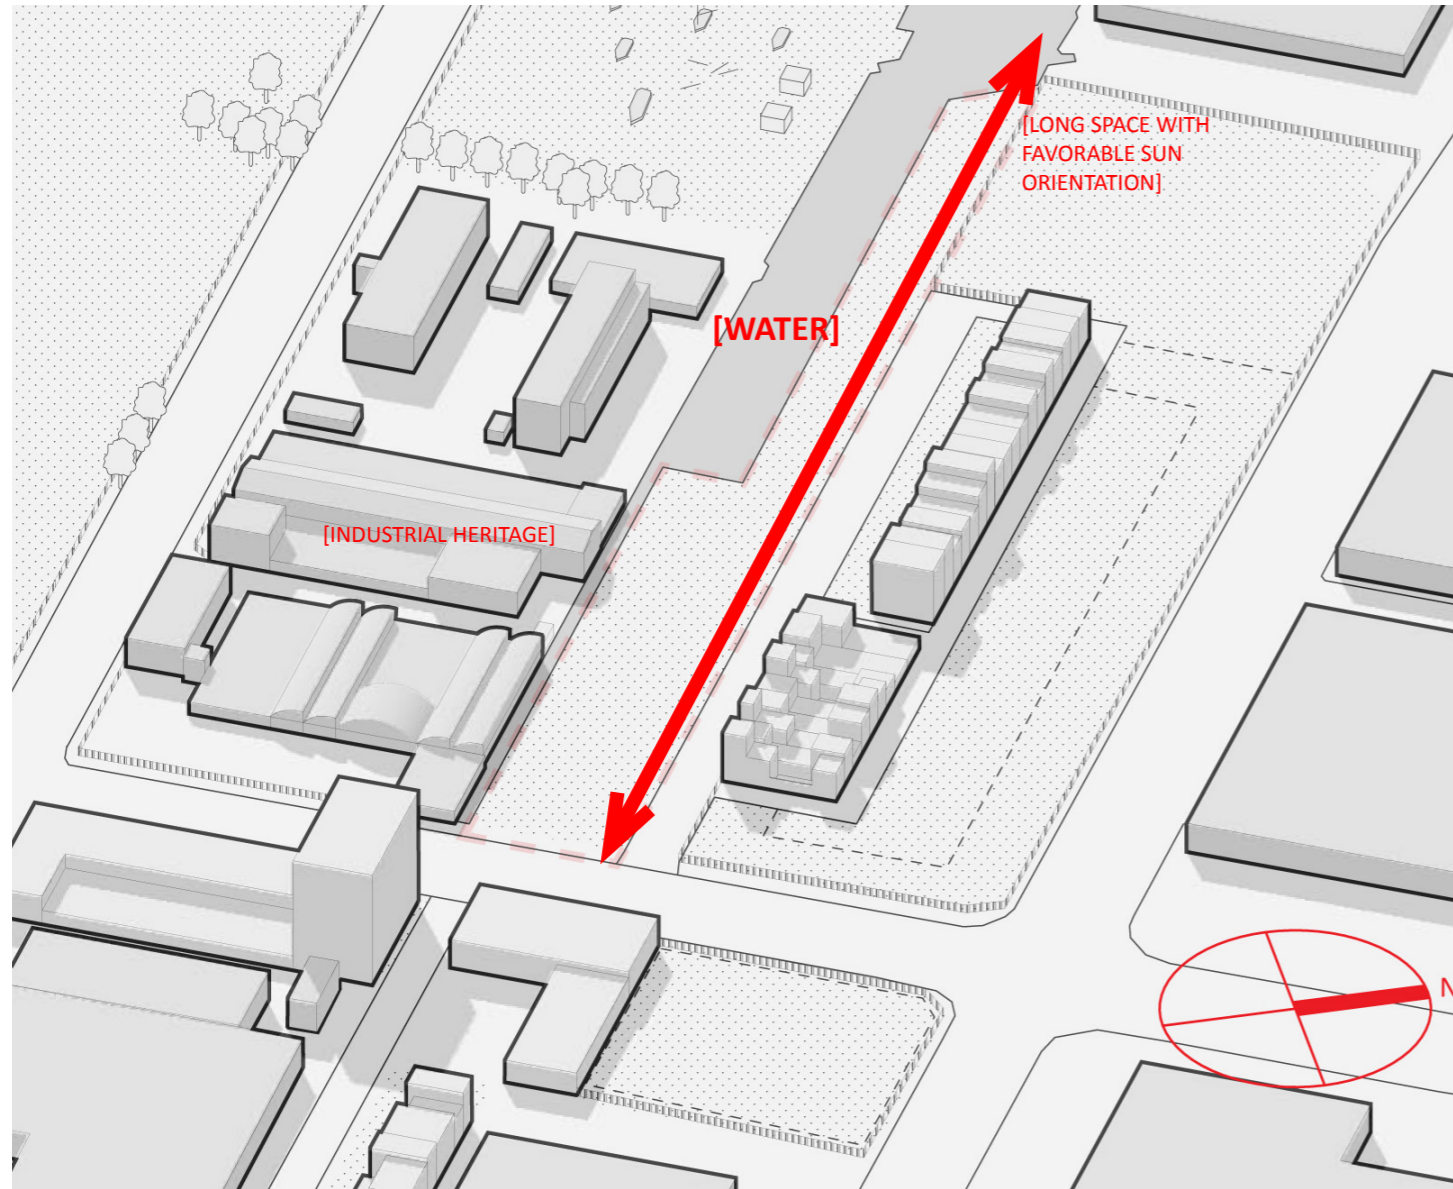 [LONG SPACE WITH
FAVORABLE SUN
ORIENTATION]
[WATER]
[INDUSTRIAL HERITAGE]
N